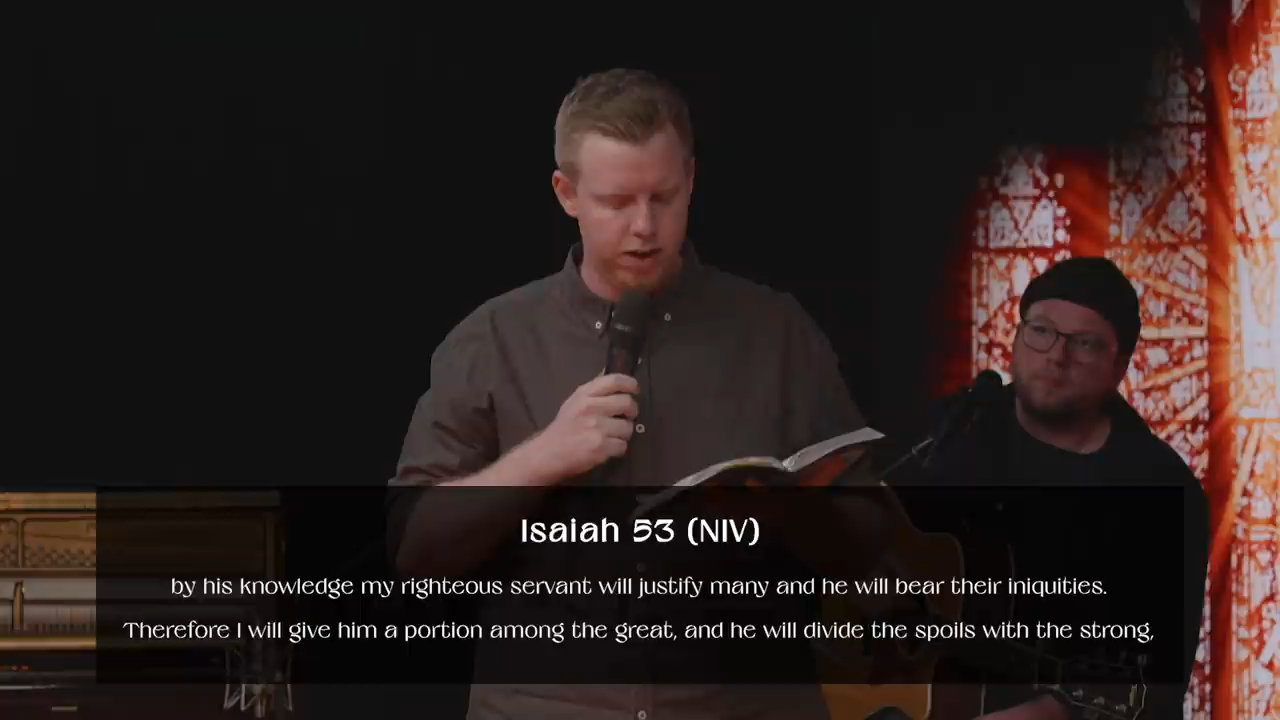 Isaiah 53 (NIV)
by his knowledge my righteous servant will justify many and he will bear their iniquities.
Therefore I will give him a portion among the great, and he will divide the spoils with the strong,